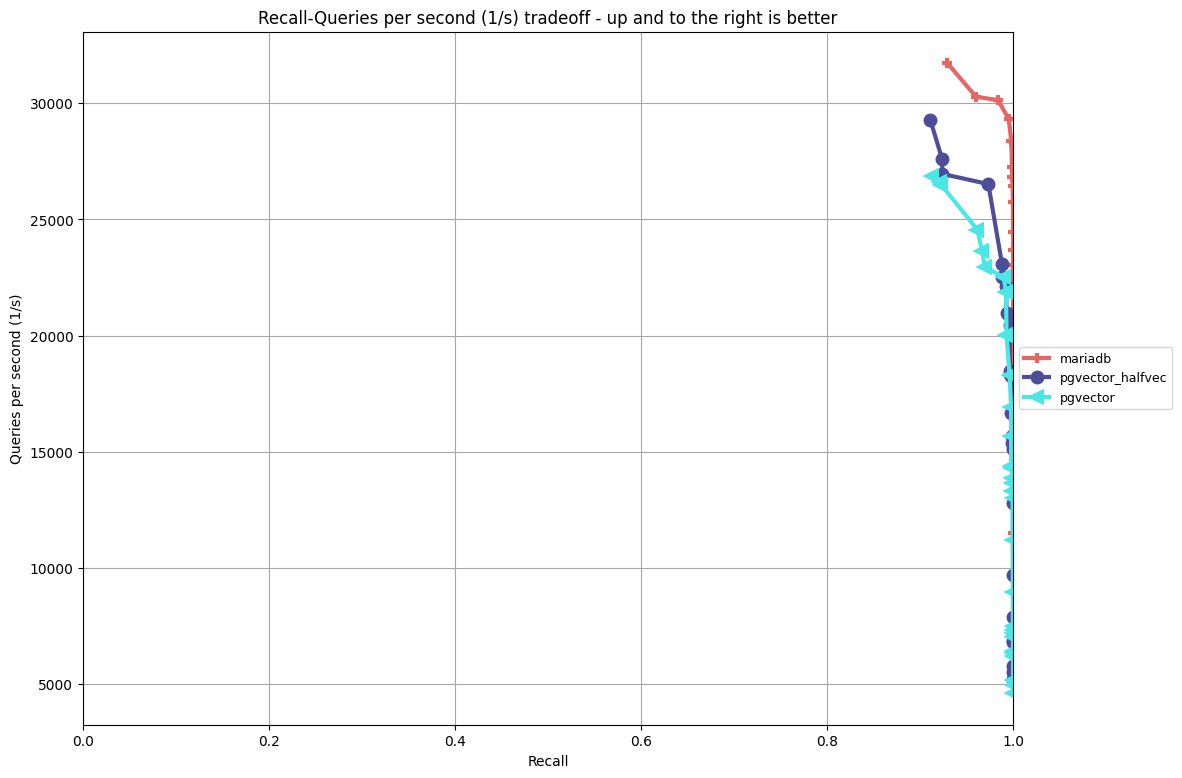 Recall-Queries per second (1/s) tradeoff - up and to the right is better
Queries per second (1/s)
30000
25000
20000
15000
10000
5000
0.0
0.2
0.4
0.6
0.8
1.0
Recall
mariadb
pgvector_halfvec
pgvector